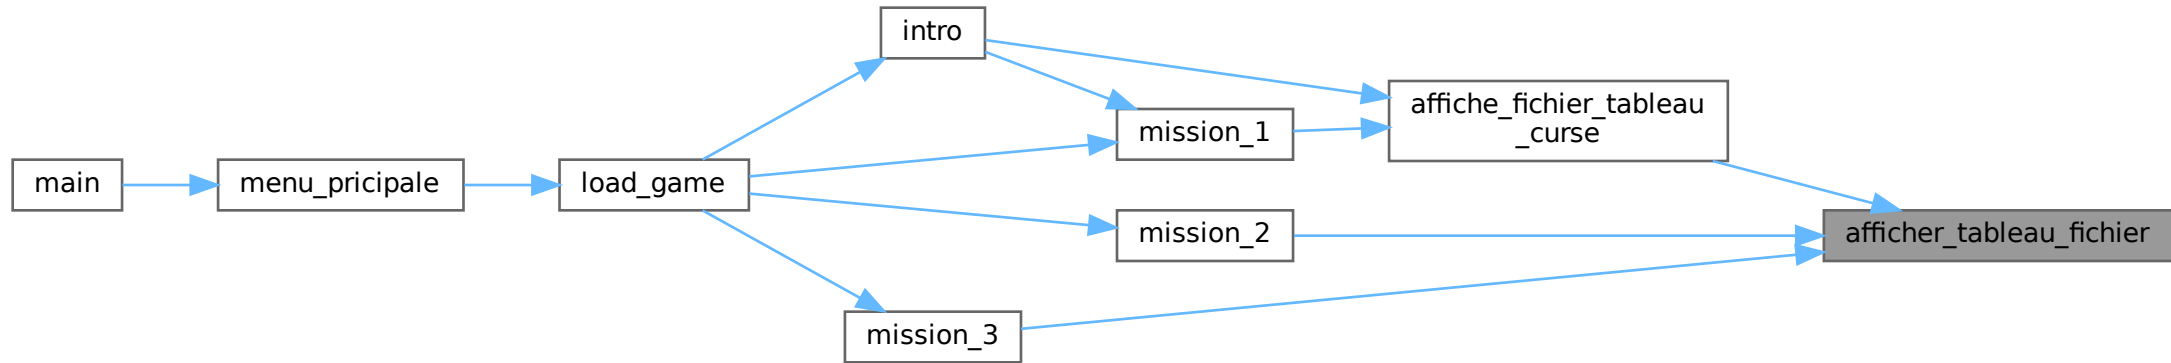 intro
affiche_fichier_tableau
_curse
mission_1
main
menu_pricipale
load_game
mission_2
afficher_tableau_fichier
mission_3